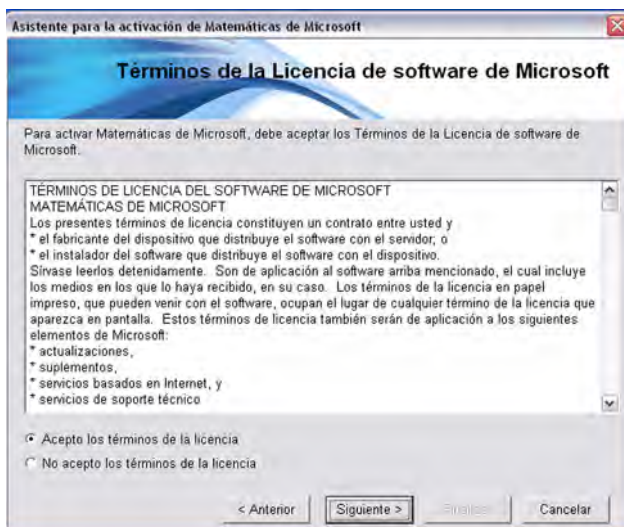 Asistente para la activación de Matemáticas de Microsoft
Términos de la Licencia de software de Microsoft
Para activar Matemáticas de Microsoft, debe aceptar los Términos de la Licencia de software de
Microsoft.
TÉRMINOS DE LICENCIA DEL SOFTWARE DE MICROSOFT
MATEMÁTICAS DE MICROSOFT
Los presentes términos de licencia constituyen un contrato entre usted y
* el fabricante del dispositivo que distribuye el software con el servidor; o
* el instalador del software que distribuye el software con el dispositivo.
Sírvase leerlos detenidamente. Son de aplicación al software arriba mencionado, el cual incluye
los medios en los que lo haya recibido, en su caso. Los términos de la licencia en papel
impreso, que pueden venir con el software, ocupan el lugar de cualquier término de la licencia que
aparezca en pantalla. Estos términos de licencia también serán de aplicación a los siguientes
elementos de Microsoft:
* actualizaciones,
* suplementos,
* servicios basados en Internet, y
* servicios de soporte técnico
Acepto los términos de la licencia
No acepto los términos de la licencia
< Anterior Siguiente > Finalizar Cancelar